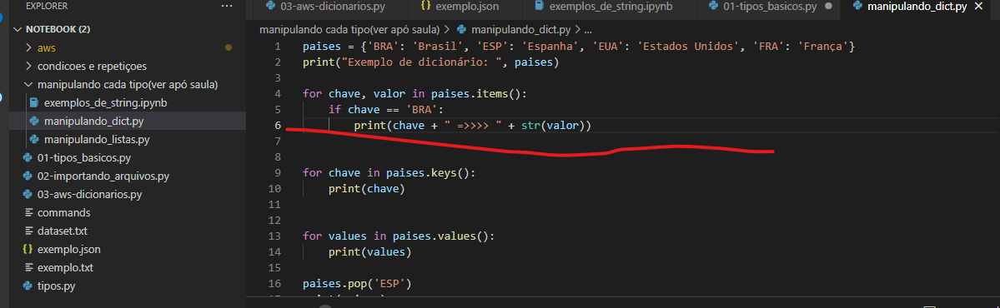 EXPLORER ...
03-aws-dicionarios.py exemplo.json exemplos_de_string.ipynb 01-tipos_basicos.py manipulando_dict.py
NOTEBOOK (2)
aws
condicoes e repetiçoes
manipulando cada tipo(ver apó saula)
exemplos_de_string.ipynb
manipulando_dict.py
manipulando_listas.py
01-tipos_basicos.py
02-importando_arquivos.py
03-aws-dicionarios.py
commands
dataset.txt
exemplo.json
exemplo.txt
tipos.py
manipulando cada tipo(ver apó saula) > manipulando_dict.py > ...
1 paises = {'BRA': 'Brasil', 'ESP': 'Espanha', 'EUA': 'Estados Unidos', 'FRA': 'França'}
2 print("Exemplo de dicionário: ", paises)
3
4 for chave, valor in paises.items():
5 if chave == 'BRA':
6 print(chave + " =>>>> " + str(valor))
7
8
9 for chave in paises.keys():
10 print(chave)
11
12
13 for values in paises.values():
14 print(values)
15
16 paises.pop('ESP')